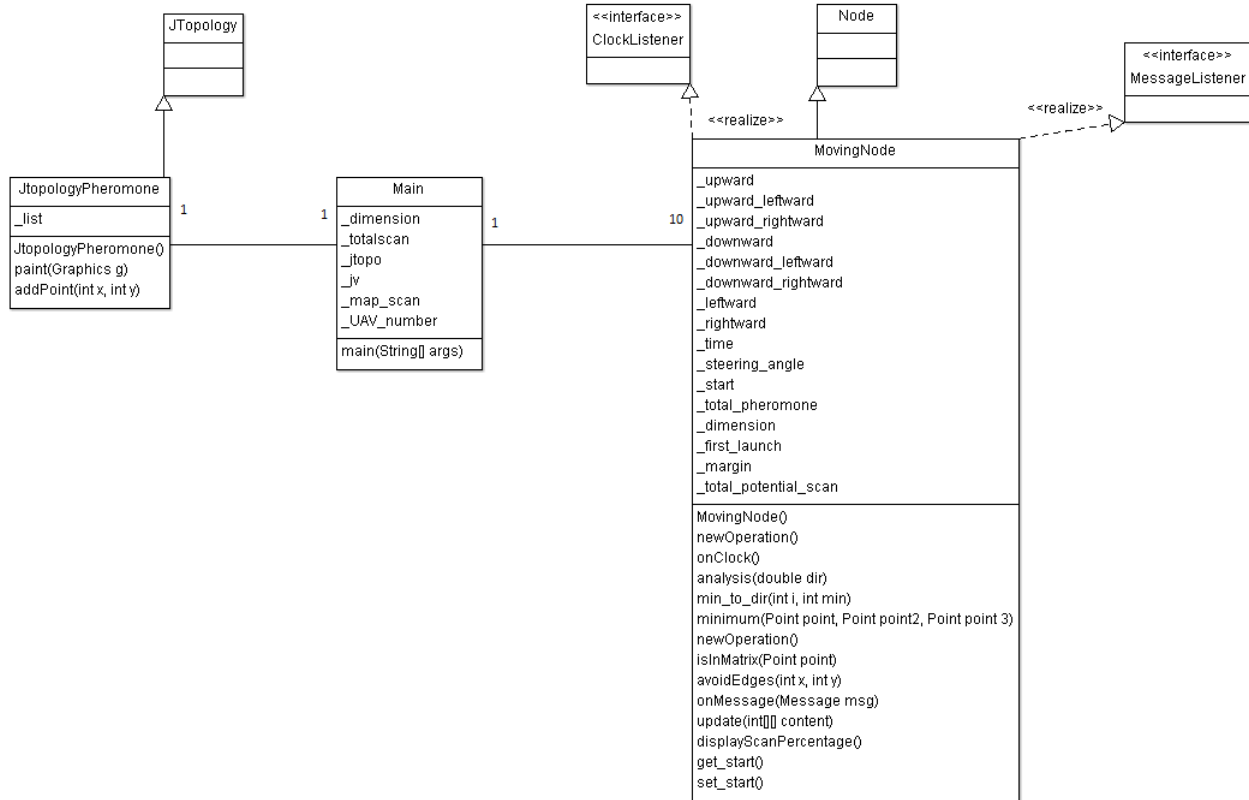 JTopology
<<interface>>
ClockListener
Node
<<interface>>
MessageListener
<<realize>>
<<realize>>
JtopologyPheromone
_list
JtopologyPheromone()
paint(Graphics g)
addPoint(int x, int y)
1
1
Main
_dimension
_totalscan
_jtopo
_jv
_map_scan
_UAV_number
main(String[] args)
1
10
MovingNode
_upward
_upward_leftward
_upward_rightward
_downward
_downward_leftward
_downward_rightward
_leftward
_rightward
_time
_steering_angle
_start
_total_pheromone
_dimension
_first_launch
_margin
_total_potential_scan
MovingNode()
newOperation()
onClock()
analysis(double dir)
min_to_dir(int i, int min)
minimum(Point point, Point point2, Point point 3)
newOperation()
isInMatrix(Point point)
avoidEdges(int x, int y)
onMessage(Message msg)
update(int[][] content)
displayScanPercentage()
get_start()
set_start()